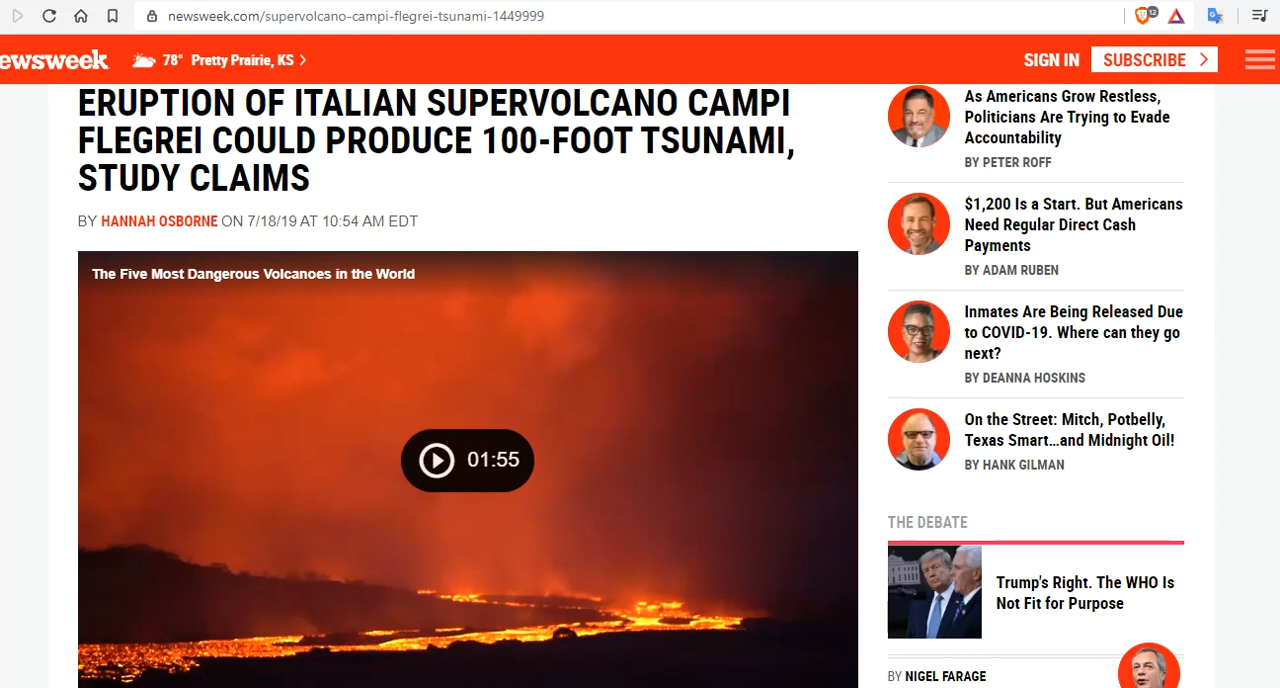 newsweek.com/supervolcano-campi-flegrei-tsunami-1449999
12
ewsweek
78° Pretty Prairie, KS
SIGN IN
SUBSCRIBE
ERUPTION OF ITALIAN SUPERVOLCANO CAMPI
FLEGREI COULD PRODUCE 100-FOOT TSUNAMI,
STUDY CLAIMS
BY HANNAH OSBORNE ON 7/18/19 AT 10:54 AM EDT
The Five Most Dangerous Volcanoes in the World
01:55
As Americans Grow Restless,
Politicians Are Trying to Evade
Accountability
BY PETER ROFF
$1,200 Is a Start. But Americans
Need Regular Direct Cash
Payments
BY ADAM RUBEN
Inmates Are Being Released Due
to COVID-19. Where can they go
next?
BY DEANNA HOSKINS
On the Street: Mitch, Potbelly,
Texas Smart…and Midnight Oil!
BY HANK GILMAN
THE DEBATE
Trump's Right. The WHO Is
Not Fit for Purpose
BY NIGEL FARAGE